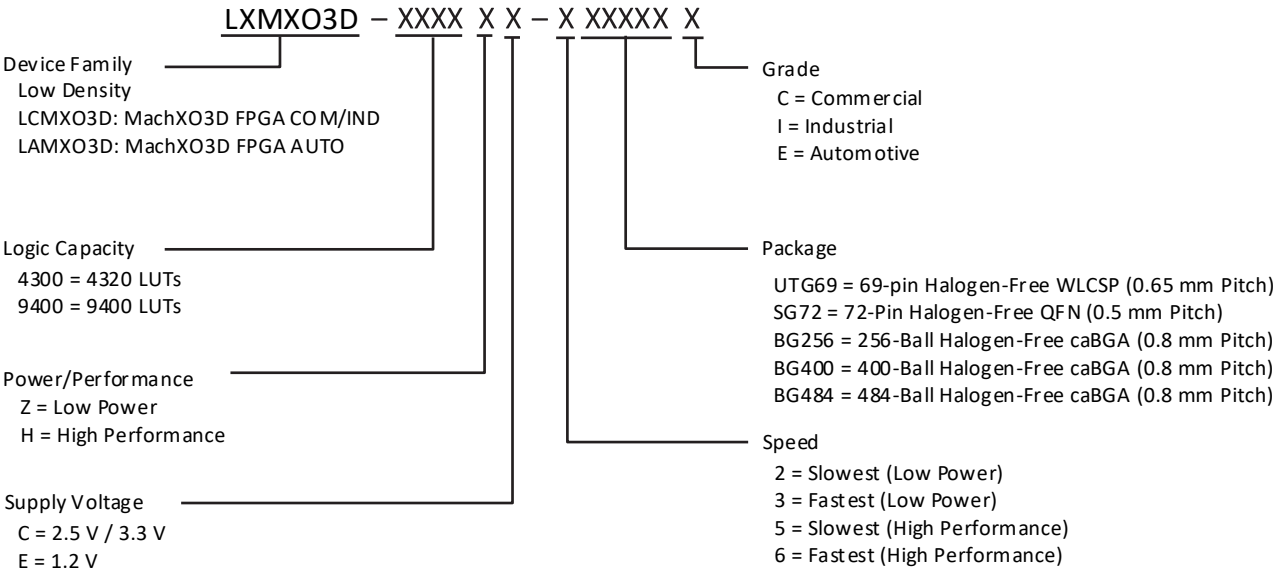 LXMXO3D – XXXX X X – X XXXXX X
Device Family
Low Density
LCMXO3D: MachXO3D FPGA COM/IND
LAMXO3D: MachXO3D FPGA AUTO
Logic Capacity
4300 = 4320 LUTs
9400 = 9400 LUTs
Power/Performance
Z = Low Power
H = High Performance
Supply Voltage
C = 2.5 V / 3.3 V
E = 1.2 V
Grade
C = Commercial
I = Industrial
E = Automotive
Package
UTG69 = 69-pin Halogen-Free WLCSP (0.65 mm Pitch)
SG72 = 72-Pin Halogen-Free QFN (0.5 mm Pitch)
BG256 = 256-Ball Halogen-Free caBGA (0.8 mm Pitch)
BG400 = 400-Ball Halogen-Free caBGA (0.8 mm Pitch)
BG484 = 484-Ball Halogen-Free caBGA (0.8 mm Pitch)
Speed
2 = Slowest (Low Power)
3 = Fastest (Low Power)
5 = Slowest (High Performance)
6 = Fastest (High Performance)